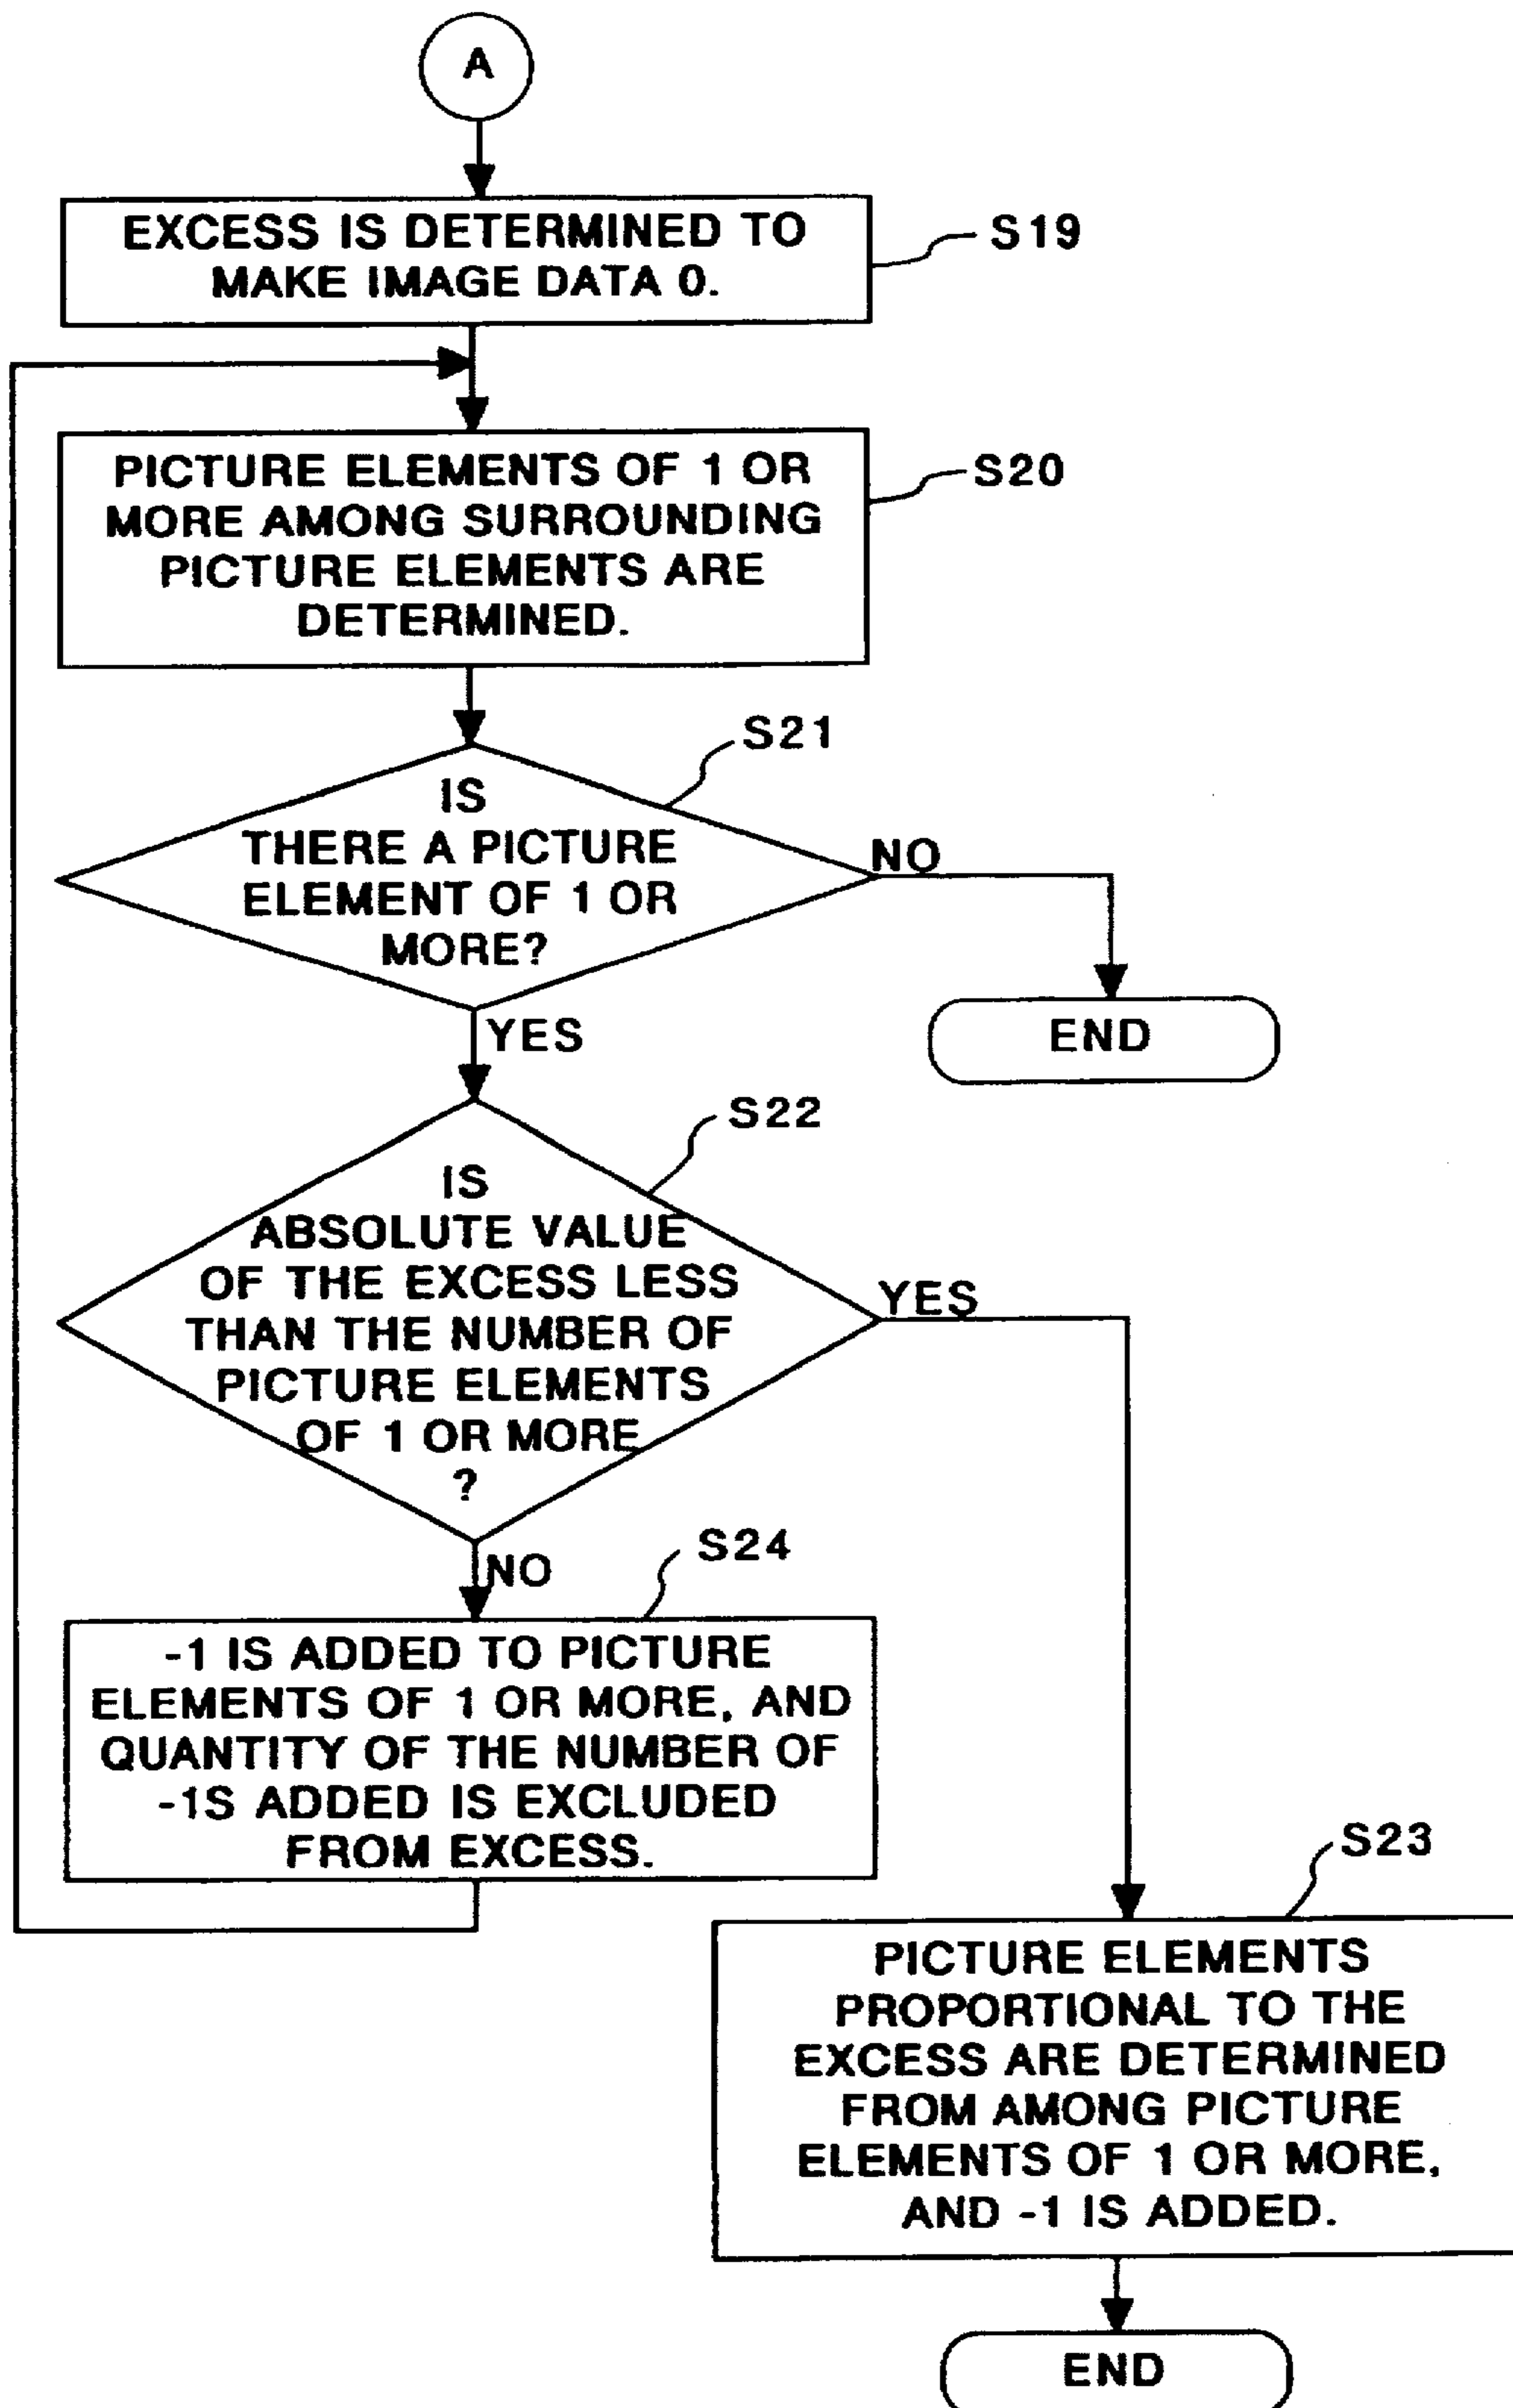 A
EXCESS IS DETERMINED TO
MAKE IMAGE DATA 0.
S19
PICTURE ELEMENTS OF 1 OR
MORE AMONG SURROUNDING
PICTURE ELEMENTS ARE
DETERMINED.
S20
S21
IS
THERE A PICTURE
ELEMENT OF 1 OR
MORE?
NO
END
YES
S22
IS
ABSOLUTE VALUE
OF THE EXCESS LESS
THAN THE NUMBER OF
PICTURE ELEMENTS
OF 1 OR MORE
?
YES
NO
S24
-1 IS ADDED TO PICTURE
ELEMENTS OF 1 OR MORE, AND
QUANTITY OF THE NUMBER OF
-1S ADDED IS EXCLUDED
FROM EXCESS.
S23
PICTURE ELEMENTS
PROPORTIONAL TO THE
EXCESS ARE DETERMINED
FROM AMONG PICTURE
ELEMENTS OF 1 OR MORE,
AND -1 IS ADDED.
END